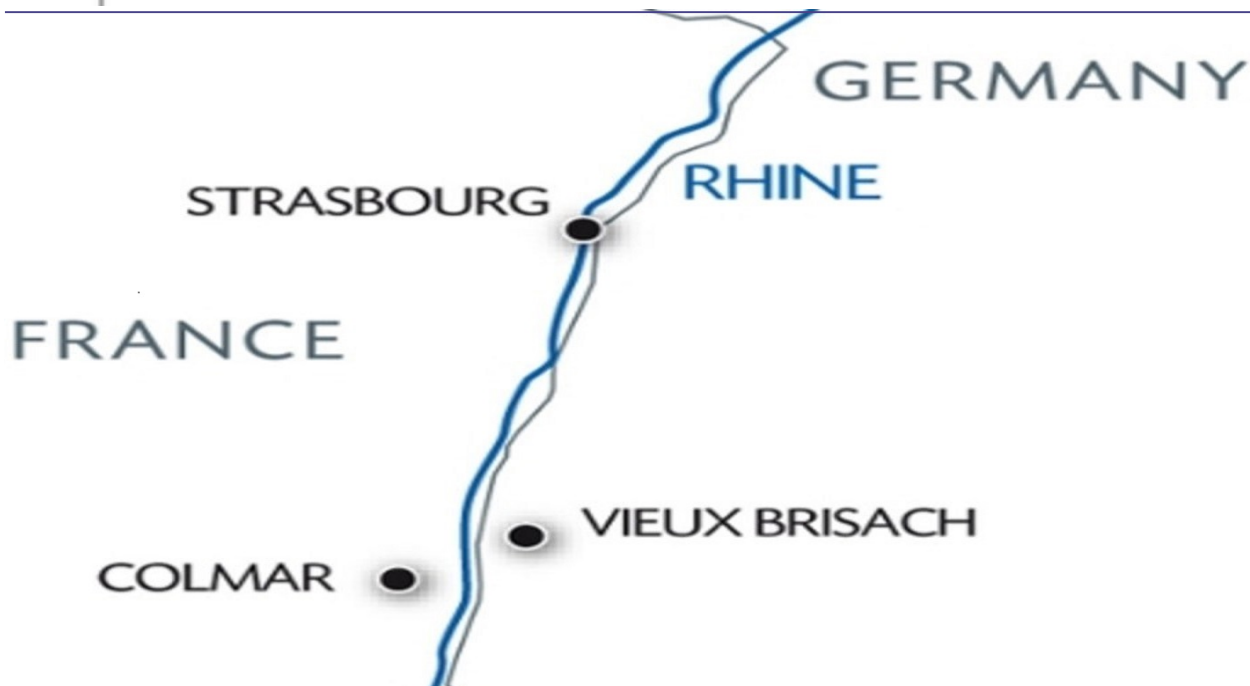 GERMANY
RHINE
STRASBOURG
FRANCE
VIEUX BRISACH
COLMAR